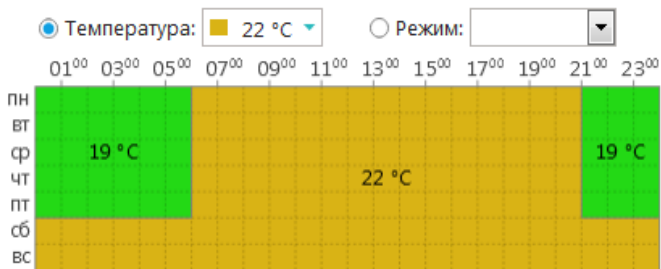 Температура: 22 °C Режим:
01⁰⁰ 03⁰⁰ 05⁰⁰ 07⁰⁰ 09⁰⁰ 11⁰⁰ 13⁰⁰ 15⁰⁰ 17⁰⁰ 19⁰⁰ 21⁰⁰ 23⁰⁰
пн
вт
ср 19 °C 19 °C
чт 22 °C
пт
сб
вс